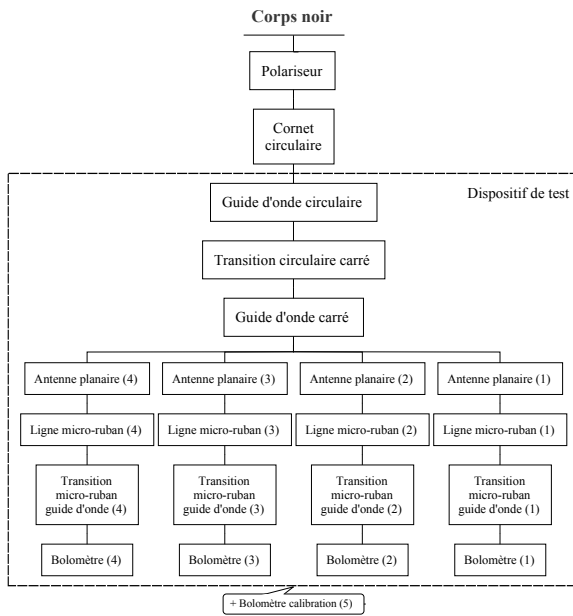 Corps noir
Polariseur
Cornet
circulaire
Dispositif de test
Guide d'onde circulaire
Transition circulaire carré
Guide d'onde carré
Antenne planaire (4)
Antenne planaire (3)
Antenne planaire (2)
Antenne planaire (1)
Ligne micro-ruban (4)
Ligne micro-ruban (3)
Ligne micro-ruban (2)
Ligne micro-ruban (1)
Transition
micro-ruban
guide d'onde (4)
Transition
micro-ruban
guide d'onde (3)
Transition
micro-ruban
guide d'onde (2)
Transition
micro-ruban
guide d'onde (1)
Bolomètre (4)
Bolomètre (3)
Bolomètre (2)
Bolomètre (1)
+ Bolomètre calibration (5)